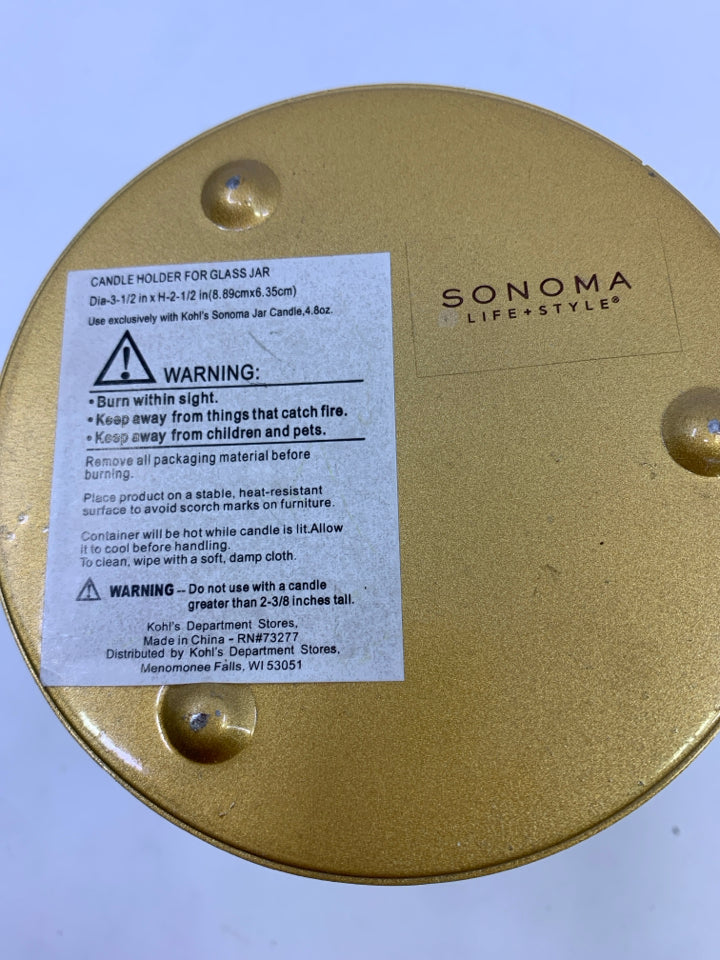 CANDLE HOLDER FOR GLASS JAR
Dia-3-1/2 in x H-2-1/2 in(8.89cmx6.35cm)
Use exclusively with Kohl's Sonoma Jar Candle,4.8oz.
WARNING:
• Burn within sight.
• Keep away from things that catch fire.
• Keep away from children and pets.
Remove all packaging material before
burning.
Place product on a stable, heat-resistant
surface to avoid scorch marks on furniture.
Container will be hot while candle is lit.Allow
it to cool before handling.
To clean, wipe with a soft, damp cloth.
WARNING -- Do not use with a candle
greater than 2-3/8 inches tall.
Kohl's Department Stores,
Made in China - RN#73277
Distributed by Kohl's Department Stores,
Menomonee Falls, WI 53051
SONOMA
LIFE+STYLE®